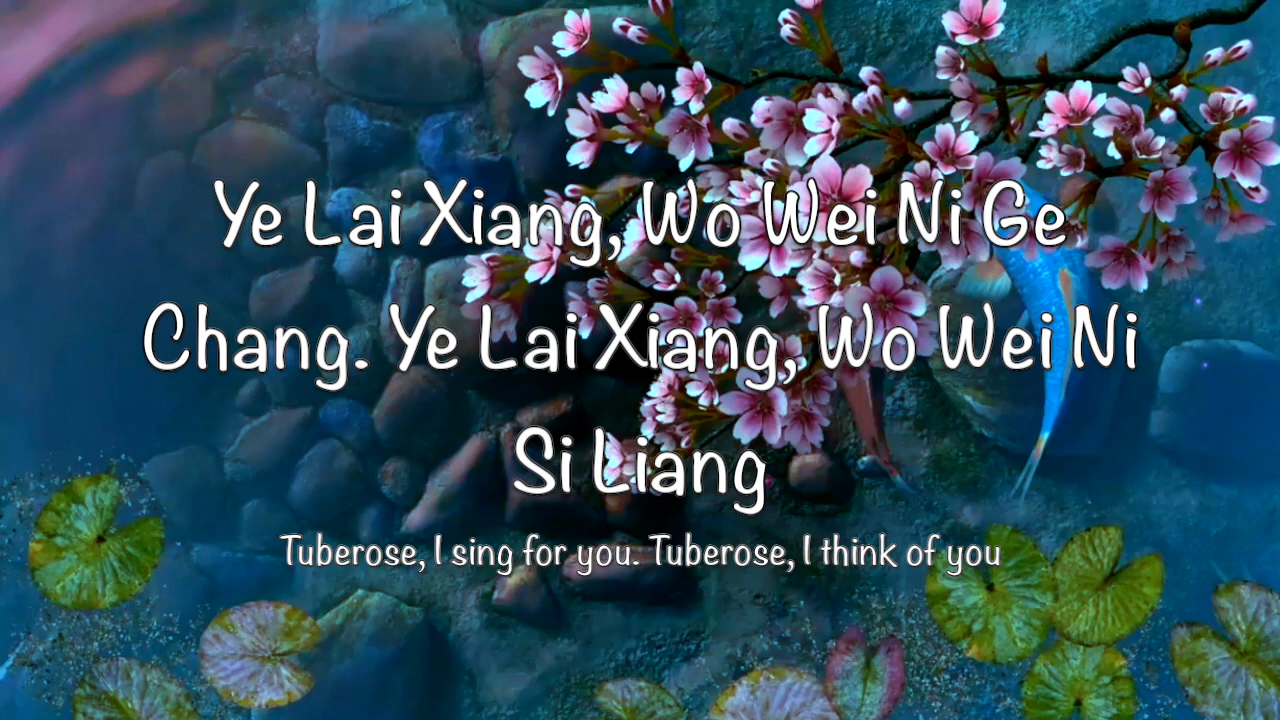 Ye Lai Xiang, Wo Wei Ni Ge
Chang. Ye Lai Xiang, Wo Wei Ni
Si Liang
Tuberose, I sing for you. Tuberose, I think of you